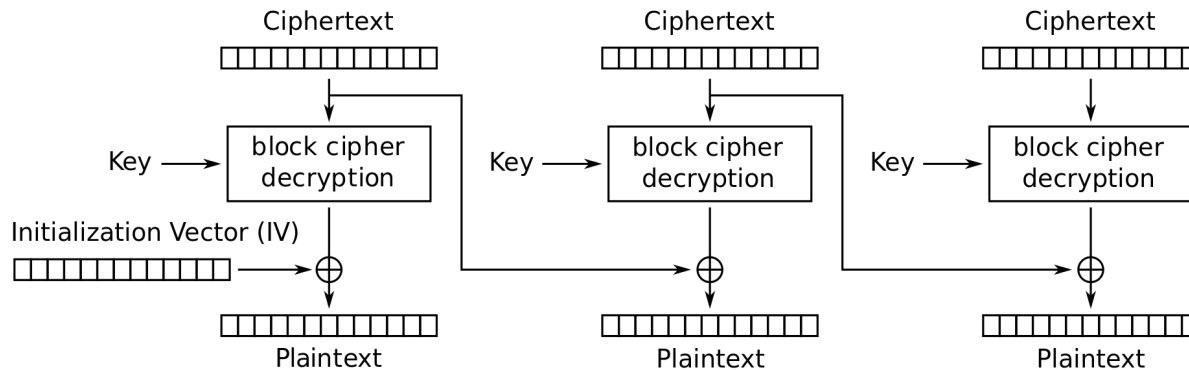 Ciphertext
Ciphertext
Ciphertext
Key
block cipher
decryption
Key
block cipher
decryption
Key
block cipher
decryption
Initialization Vector (IV)
Plaintext
Plaintext
Plaintext